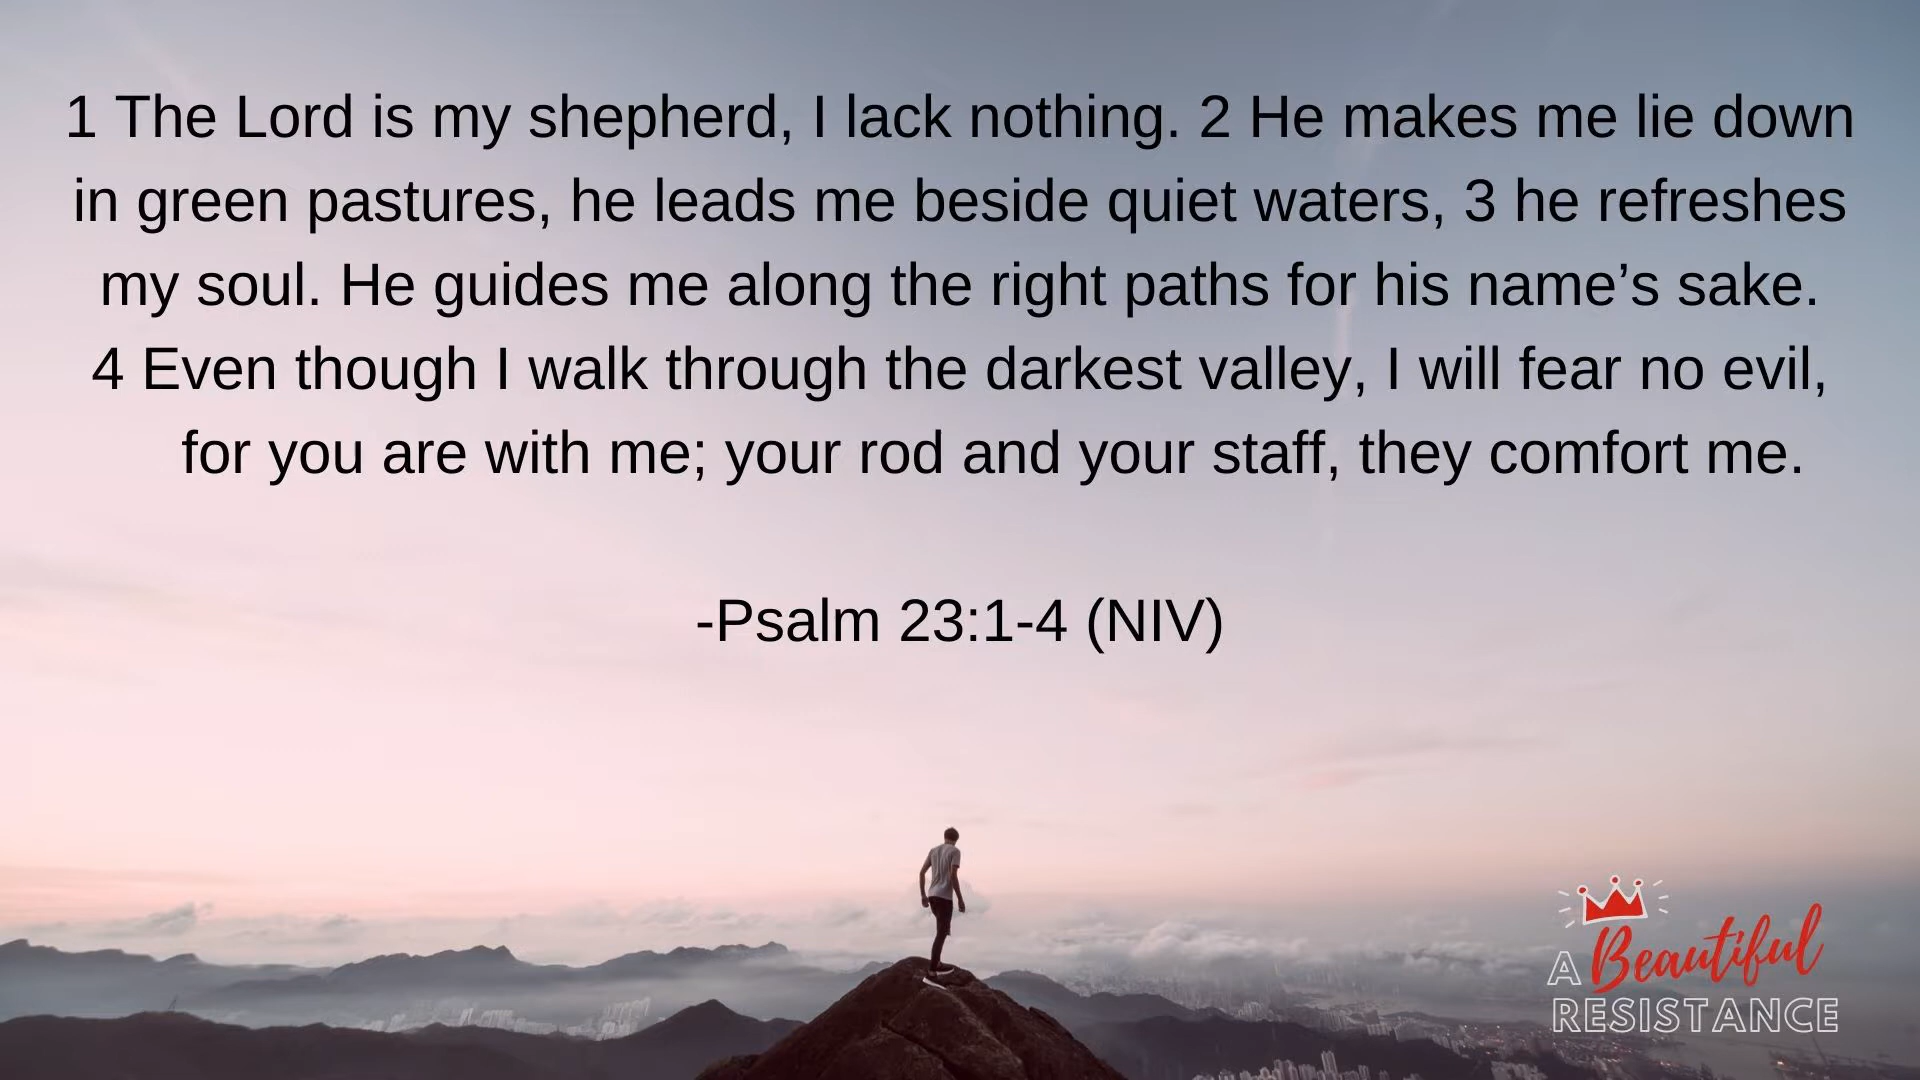 1 The Lord is my shepherd, I lack nothing. 2 He makes me lie down
in green pastures, he leads me beside quiet waters, 3 he refreshes
my soul. He guides me along the right paths for his name’s sake.
4 Even though I walk through the darkest valley, I will fear no evil,
for you are with me; your rod and your staff, they comfort me.
-Psalm 23:1-4 (NIV)
A Beautiful
RESISTANCE